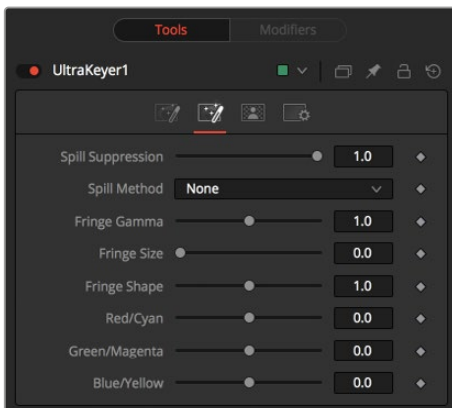 Tools Modifiers
UltraKeyer1
Spill Suppression 1.0
Spill Method None
Fringe Gamma 1.0
Fringe Size 0.0
Fringe Shape 1.0
Red/Cyan 0.0
Green/Magenta 0.0
Blue/Yellow 0.0